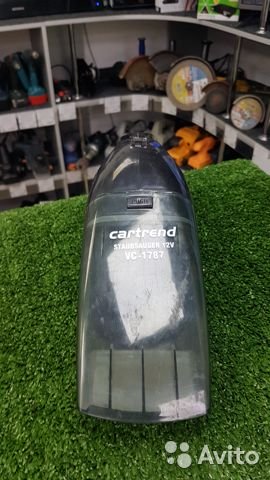 cartrend
STAUBSAUGER 12V
VC-1787
Avito